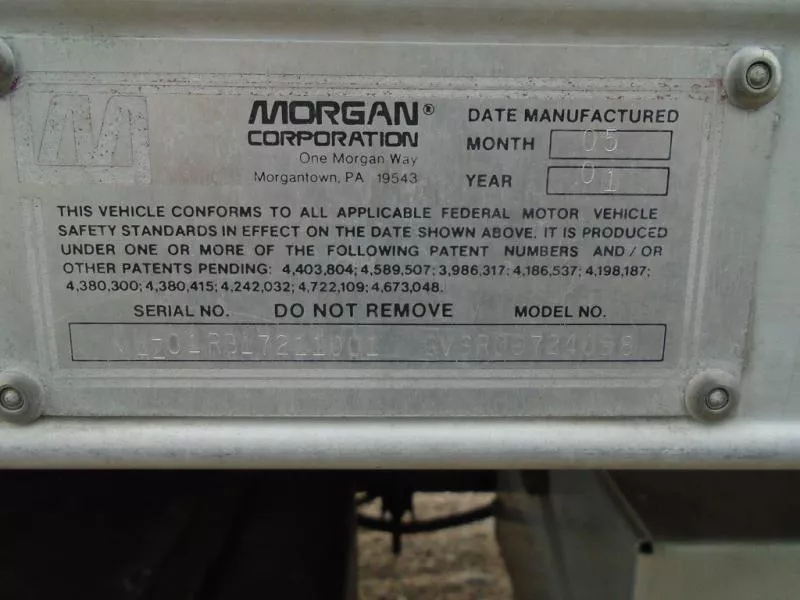 MORGAN®
CORPORATION
One Morgan Way
Morgantown, PA 19543
DATE MANUFACTURED
MONTH 05
YEAR 01
THIS VEHICLE CONFORMS TO ALL APPLICABLE FEDERAL MOTOR VEHICLE
SAFETY STANDARDS IN EFFECT ON THE DATE SHOWN ABOVE. IT IS PRODUCED
UNDER ONE OR MORE OF THE FOLLOWING PATENT NUMBERS AND/OR
OTHER PATENTS PENDING: 4,403,804; 4,589,507; 3,986,317; 4,186,537; 4,198,187;
4,380,300; 4,380,415; 4,242,032; 4,722,109; 4,673,048.
SERIAL NO. DO NOT REMOVE MODEL NO.